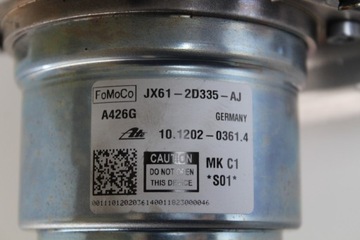 FoMoCo JX61-2D335-AJ
A426G GERMANY
ATE 10.1202-0361.4
CAUTION
DO NOT OPEN
THIS DEVICE
MK C1
*S01*